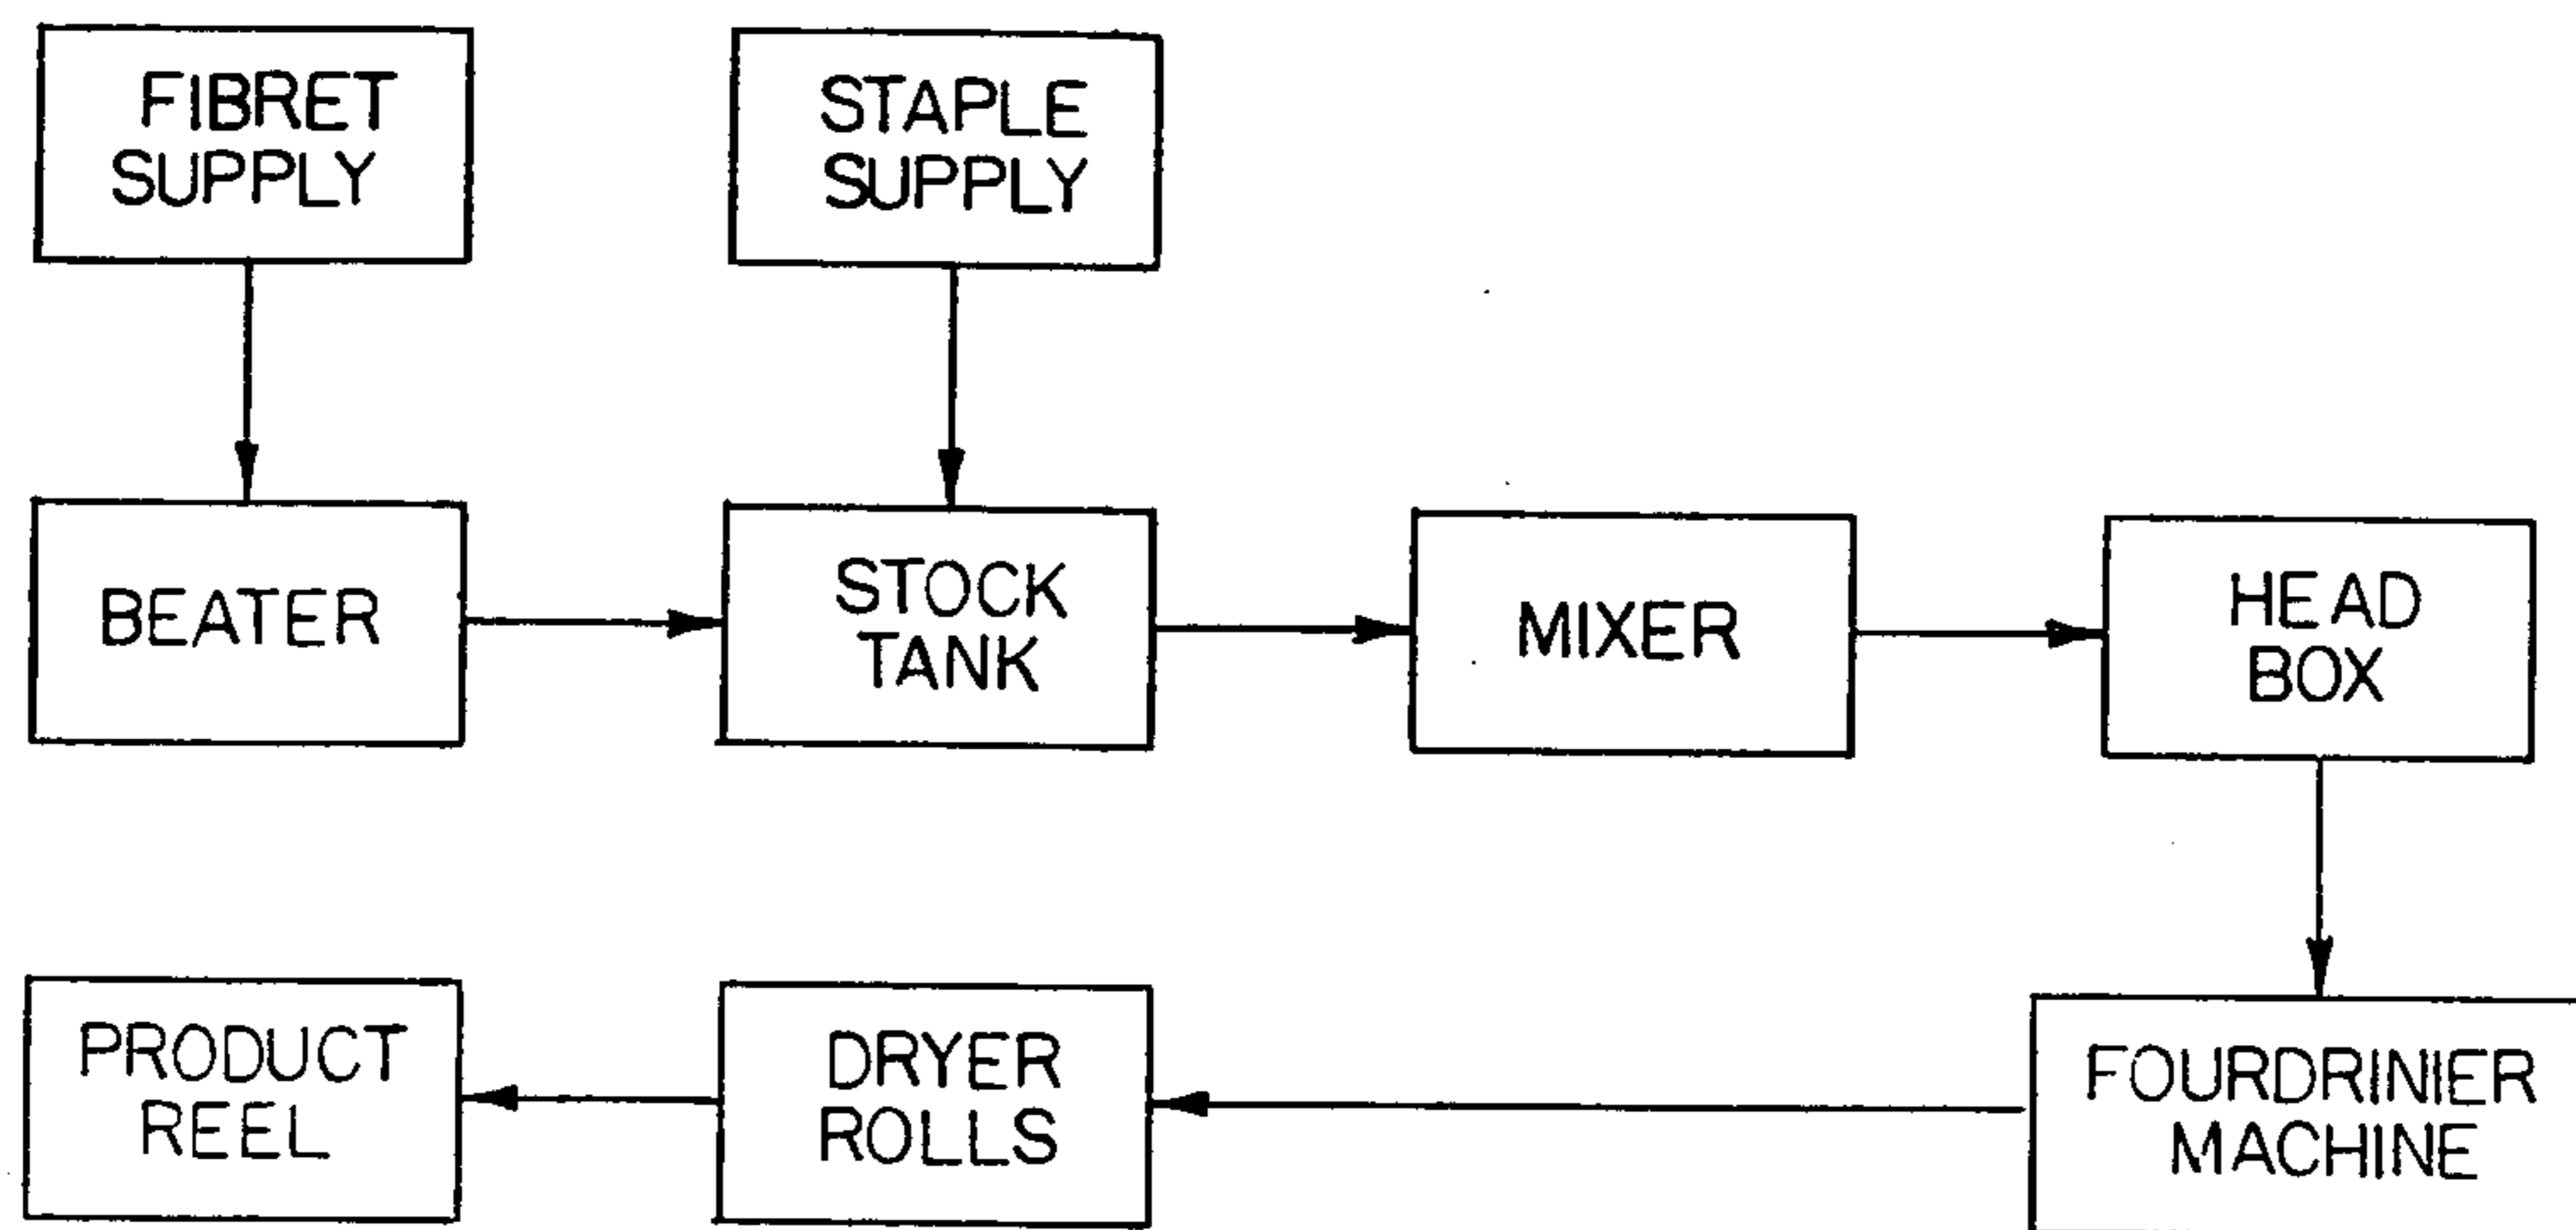 FIBRET
SUPPLY
STAPLE
SUPPLY
BEATER
STOCK
TANK
MIXER
HEAD
BOX
PRODUCT
REEL
DRYER
ROLLS
FOURDRINIER
MACHINE